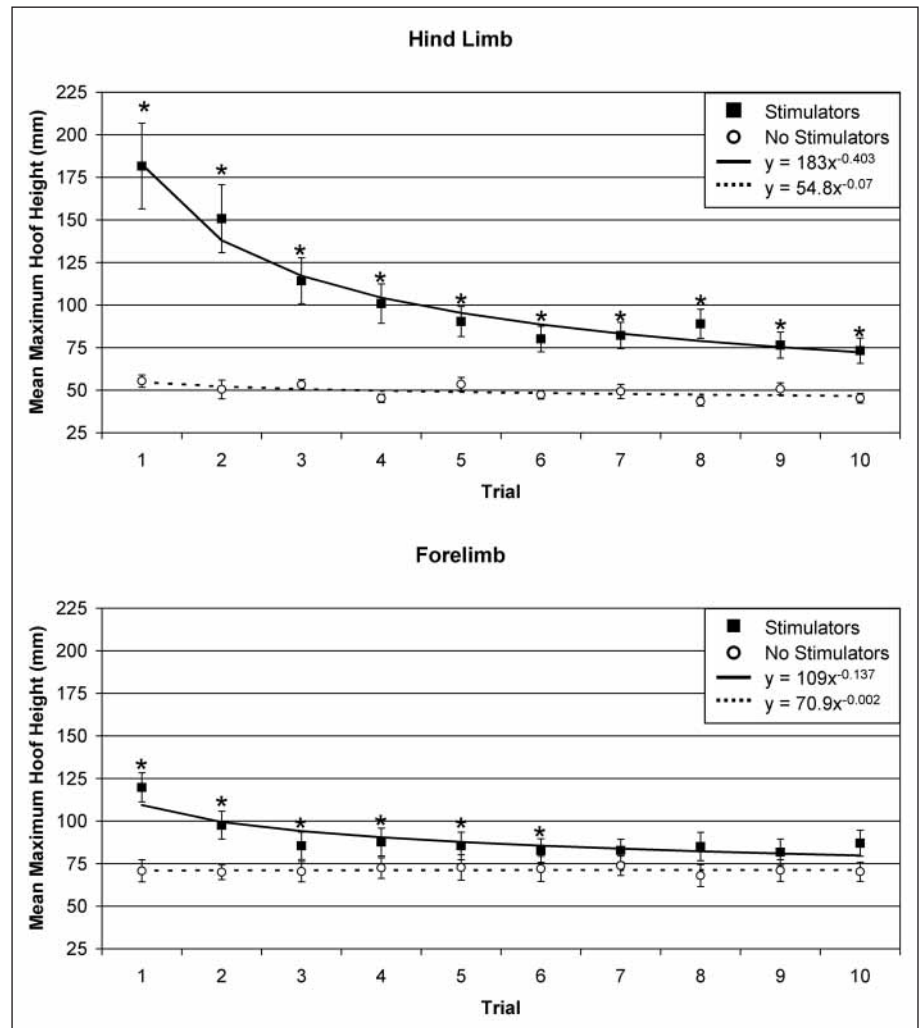 Hind Limb
Mean Maximum Hoof Height (mm)
225
200
175
150
125
100
75
50
25
* * * * * * * * * *
Stimulators
No Stimulators
y = 183x^-0.403
y = 54.8x^-0.07
1 2 3 4 5 6 7 8 9 10
Trial
Forelimb
Mean Maximum Hoof Height (mm)
225
200
175
150
125
100
75
50
25
* * * * * *
Stimulators
No Stimulators
y = 109x^-0.137
y = 70.9x^-0.002
1 2 3 4 5 6 7 8 9 10
Trial